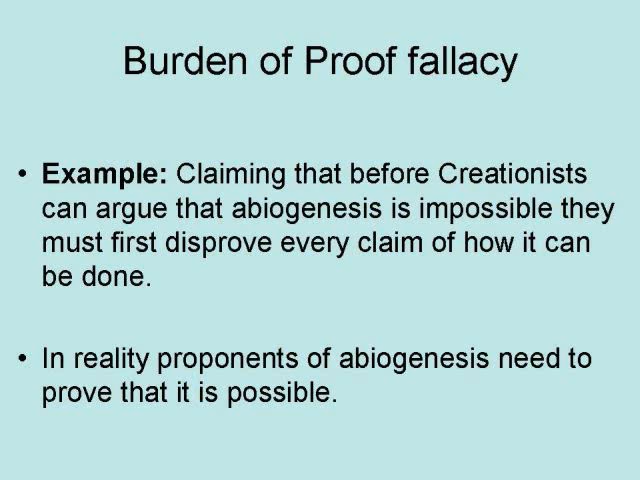 Burden of Proof fallacy
• Example: Claiming that before Creationists
can argue that abiogenesis is impossible they
must first disprove every claim of how it can
be done.
• In reality proponents of abiogenesis need to
prove that it is possible.